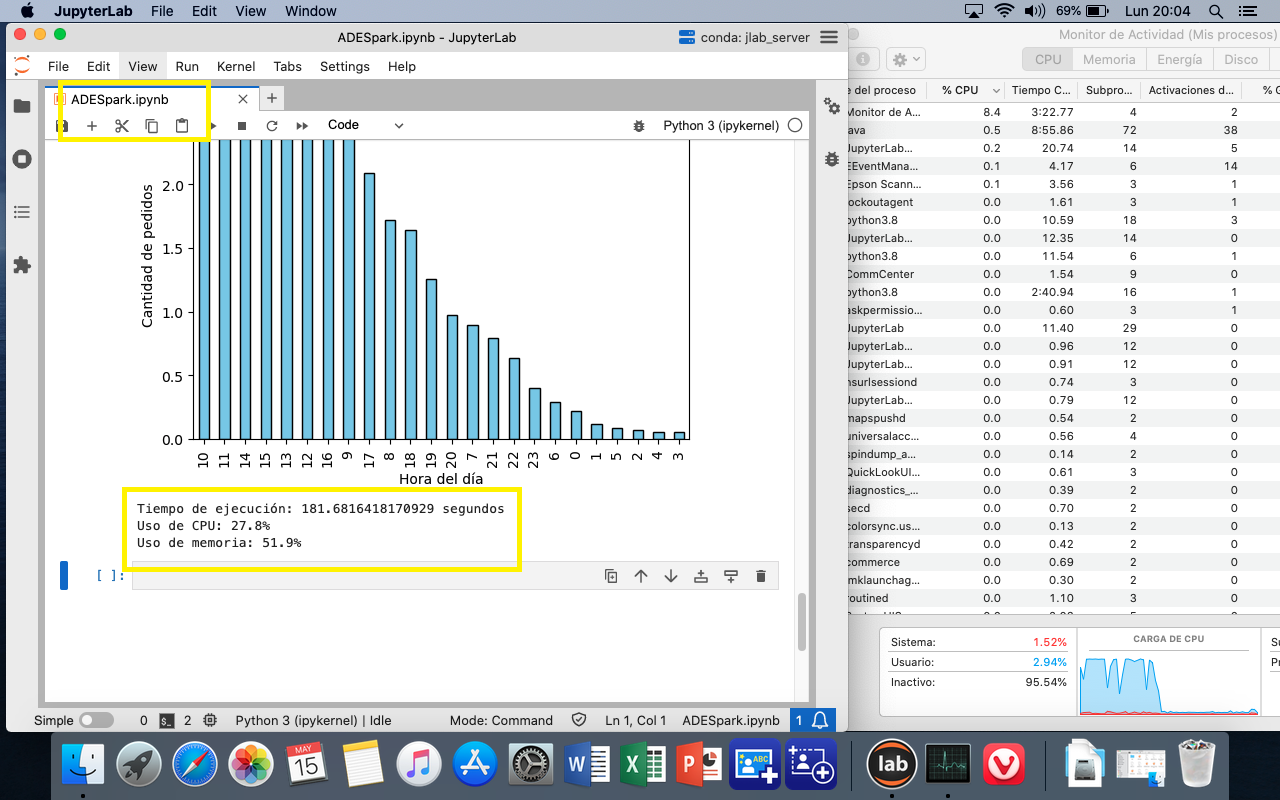 JupyterLab File Edit View Window 69% Lun 20:04
ADESpark.ipynb - JupyterLab conda: jlab_server
File Edit View Run Kernel Tabs Settings Help
ADESpark.ipynb
Code Python 3 (ipykernel)
Cantidad de pedidos
2.0
1.5
1.0
0.5
0.0
10 11 14 15 13 12 16 9 17 8 18 19 20 7 21 22 23 6 0 1 5 2 4 3
Hora del día
Tiempo de ejecución: 181.6816418170929 segundos
Uso de CPU: 27.8%
Uso de memoria: 51.9%
[ ]:
Simple 0 2 Python 3 (ipykernel) | Idle Mode: Command Ln 1, Col 1 ADESpark.ipynb 1
Monitor de Actividad (Mis procesos)
CPU Memoria Energía Disco
del proceso % CPU Tiempo C... Subpro... Activaciones d... %
Monitor de A... 8.4 3:22.77 4 2
java 0.5 8:55.86 72 38
JupyterLab... 0.2 20.74 14 5
EEventMana... 0.1 4.17 6 14
Epson Scann... 0.1 3.56 3 1
lockoutagent 0.0 1.61 3 1
python3.8 0.0 10.59 18 3
JupyterLab... 0.0 12.35 14 0
python3.8 0.0 11.54 6 1
CommCenter 0.0 1.54 9 0
python3.8 0.0 2:40.94 16 1
askpermissio... 0.0 0.60 3 1
JupyterLab 0.0 11.40 29 0
JupyterLab... 0.0 0.96 12 0
JupyterLab... 0.0 0.91 12 0
nsurlsessiond 0.0 0.74 3 0
JupyterLab... 0.0 0.79 12 0
mapspushd 0.0 0.54 2 0
universalacc... 0.0 0.56 4 0
spindump_a... 0.0 0.14 2 0
QuickLookUI... 0.0 0.61 3 0
diagnostics_... 0.0 0.39 2 0
secd 0.0 0.70 2 0
colorsync.us... 0.0 0.13 2 0
transparencyd 0.0 0.42 2 0
commerce 0.0 0.69 2 0
mklaunchag... 0.0 0.30 2 0
routined 0.0 1.10 3 0
Sistema: 1.52%
Usuario: 2.94%
Inactivo: 95.54%
CARGA DE CPU
MAY
15
W
X
P
ABC
lab